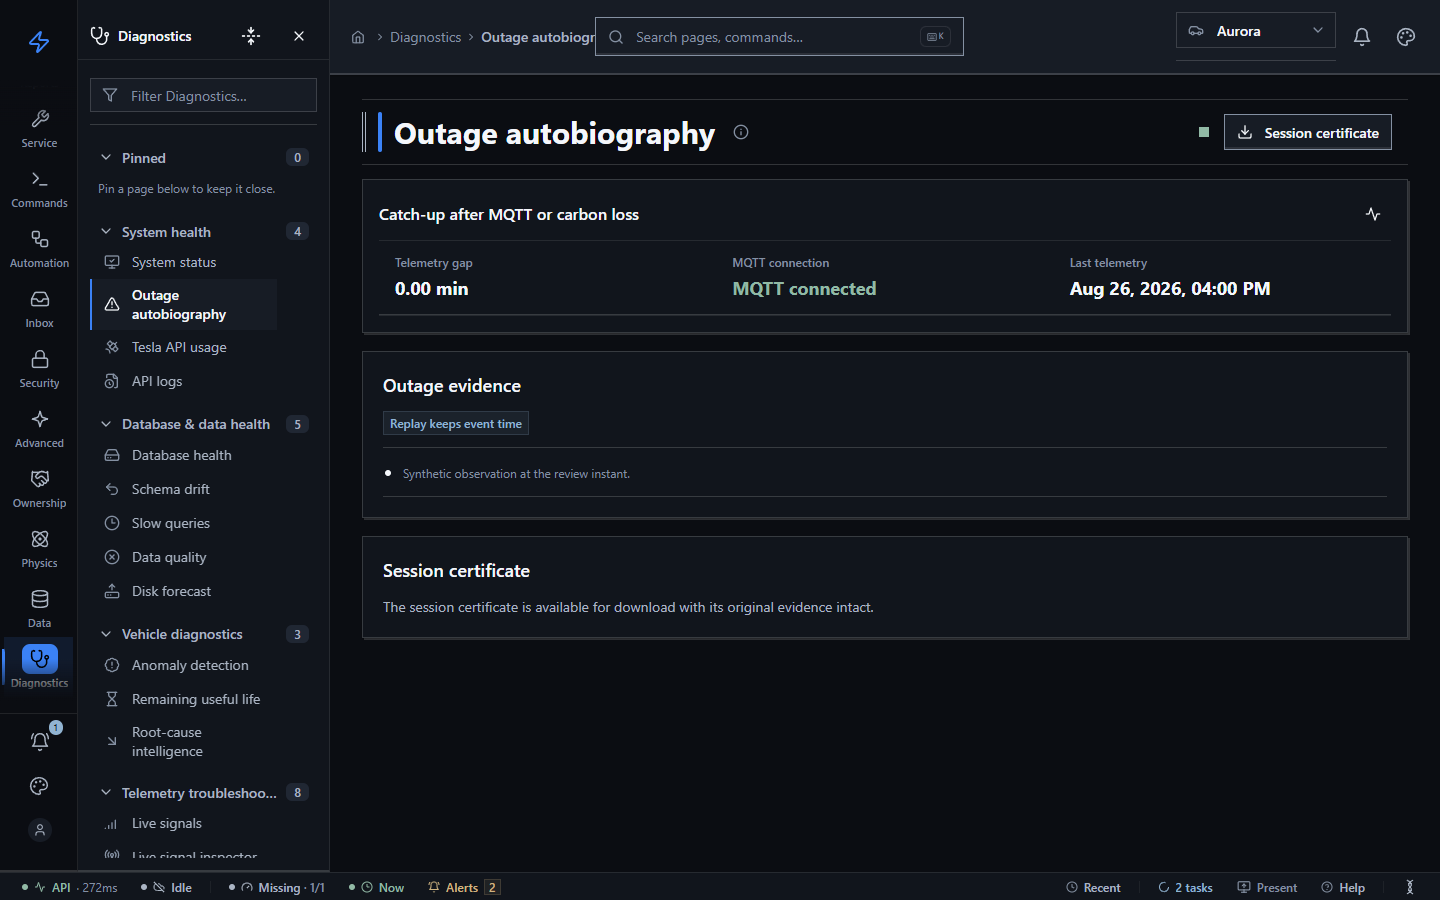 Diagnostics
Diagnostics
Outage autobiogr
Search pages, commands...
K
Aurora
Filter Diagnostics...
Service
Commands
Automation
Inbox
Security
Advanced
Ownership
Physics
Data
Diagnostics
1
Pinned
0
Pin a page below to keep it close.
System health
4
System status
Outage
autobiography
Tesla API usage
API logs
Database & data health
5
Database health
Schema drift
Slow queries
Data quality
Disk forecast
Vehicle diagnostics
3
Anomaly detection
Remaining useful life
Root-cause
intelligence
Telemetry troubleshoo...
8
Live signals
Live signal inspector
Outage autobiography
Session certificate
Catch-up after MQTT or carbon loss
Telemetry gap
MQTT connection
Last telemetry
0.00 min
MQTT connected
Aug 26, 2026, 04:00 PM
Outage evidence
Replay keeps event time
Synthetic observation at the review instant.
Session certificate
The session certificate is available for download with its original evidence intact.
API · 272ms
Idle
Missing · 1/1
Now
Alerts 2
Recent
2 tasks
Present
Help